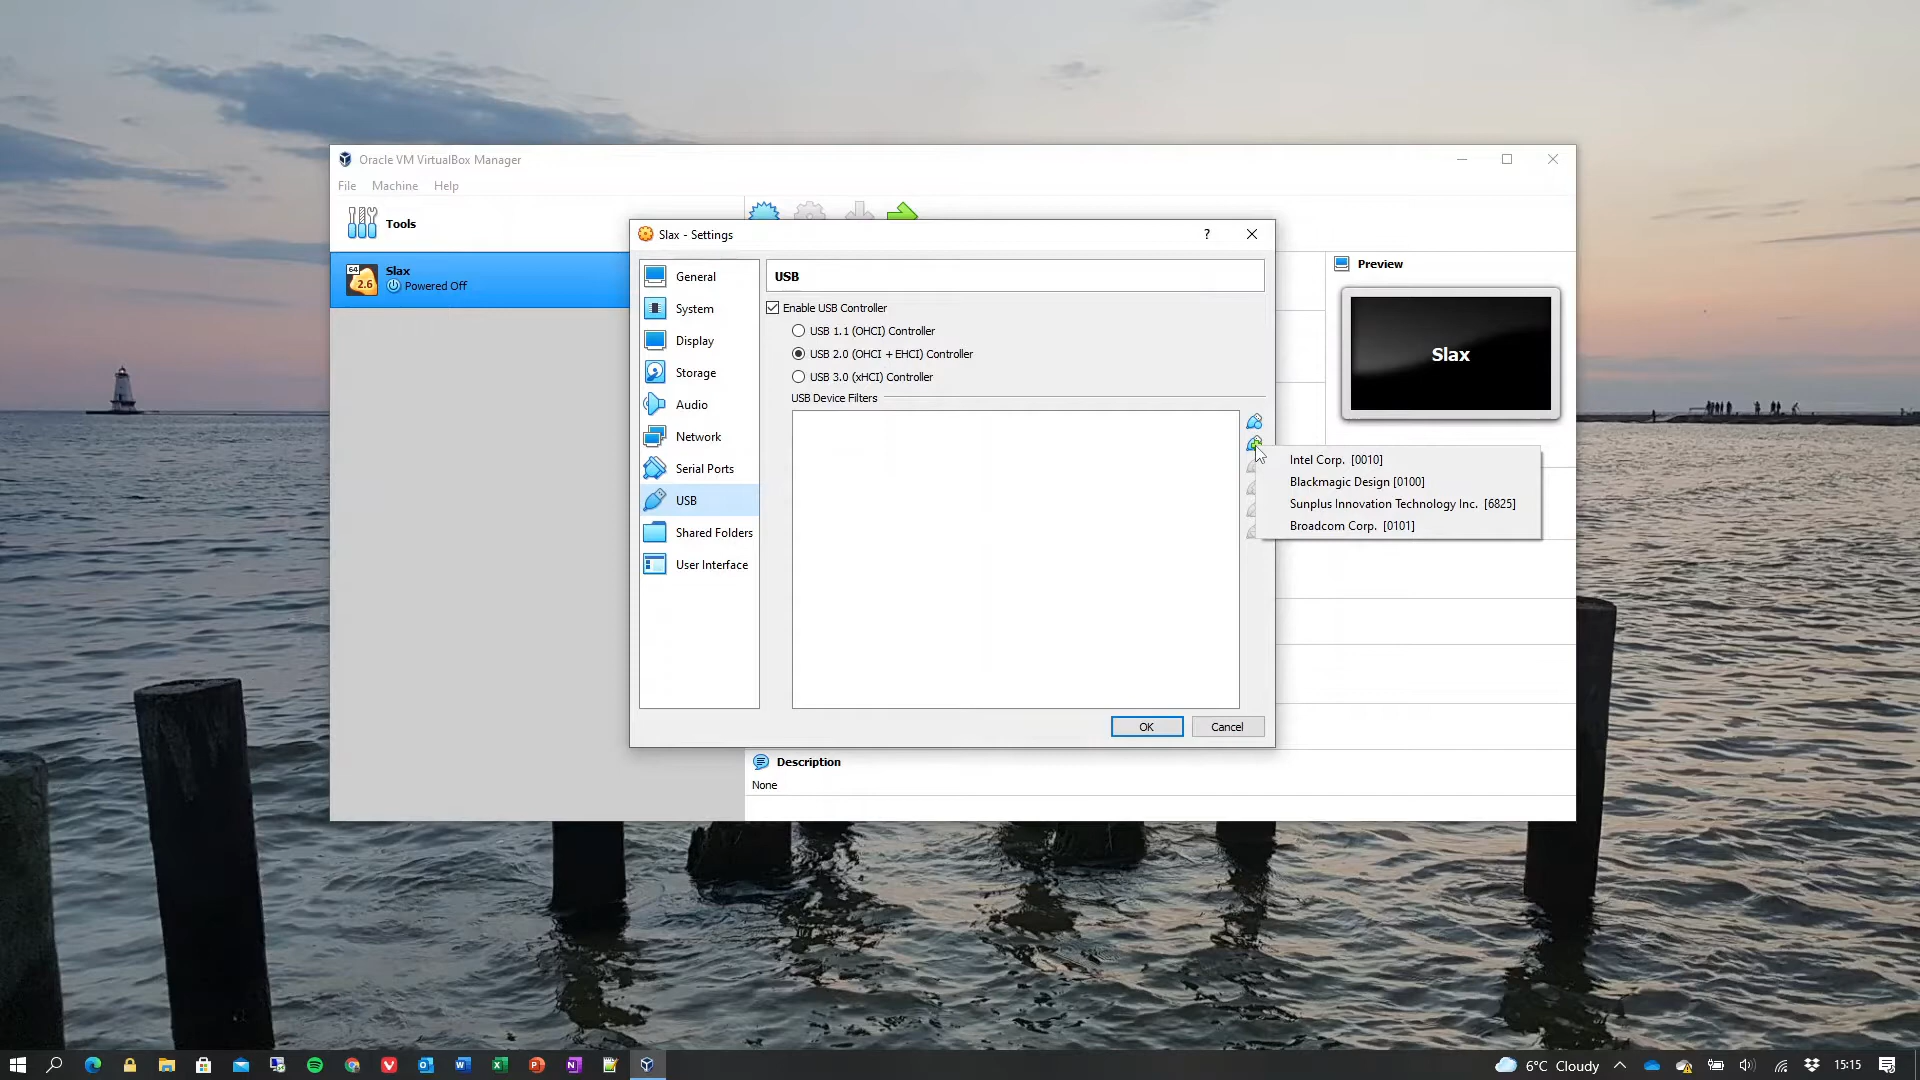 Oracle VM VirtualBox Manager
File Machine Help
Tools
64
2.6
Slax
Powered Off
Slax - Settings
?
General
System
Display
Storage
Audio
Network
Serial Ports
USB
Shared Folders
User Interface
USB
Enable USB Controller
USB 1.1 (OHCI) Controller
USB 2.0 (OHCI + EHCI) Controller
USB 3.0 (xHCI) Controller
USB Device Filters
Intel Corp. [0010]
Blackmagic Design [0100]
Sunplus Innovation Technology Inc. [6825]
Broadcom Corp. [0101]
OK Cancel
Preview
Slax
Description
None
6°C Cloudy
15:15